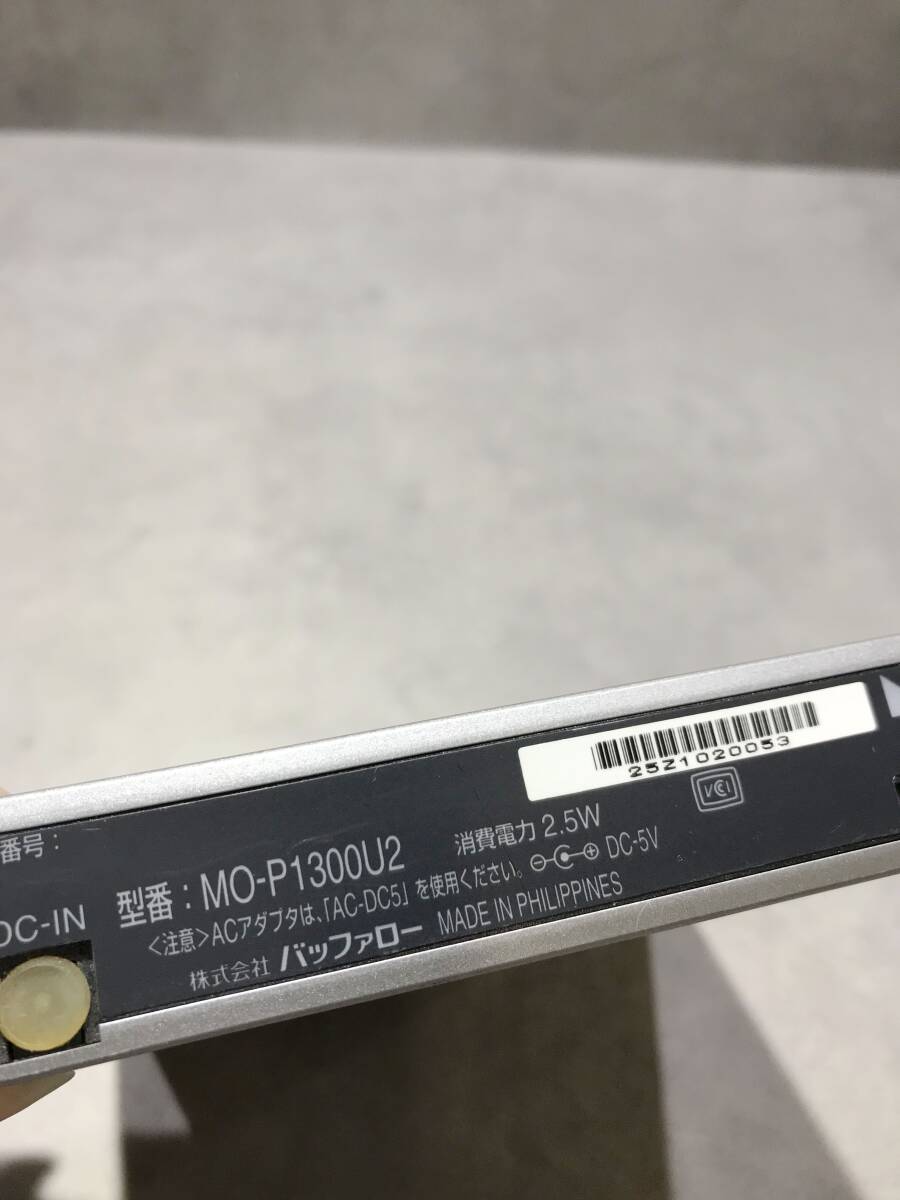 25Z1020053
番号:
VCI
型番:MO-P1300U2
消費電力 2.5W
DC-IN
<注意>ACアダプタは、「AC-DC5」を使用ください。 DC-5V
株式会社 バッファロー MADE IN PHILIPPINES